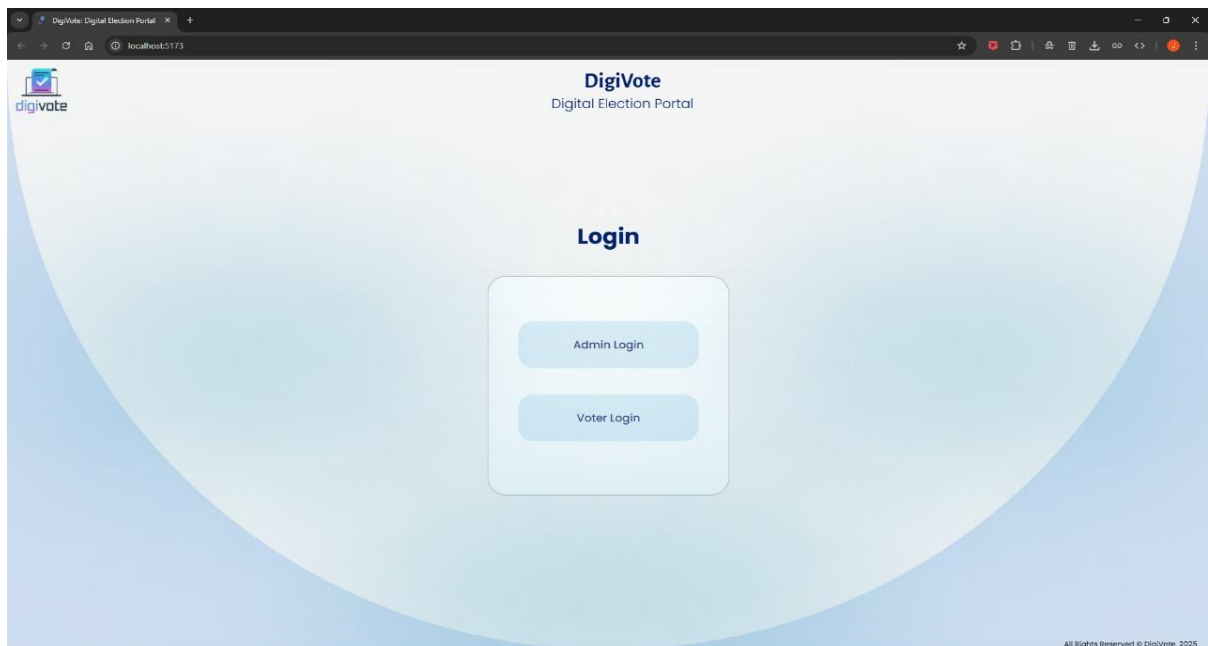 DigiVote: Digital Election Portal
localhost:5173
digivote
DigiVote
Digital Election Portal
Login
Admin Login
Voter Login
All Rights Reserved © DigiVote, 2025